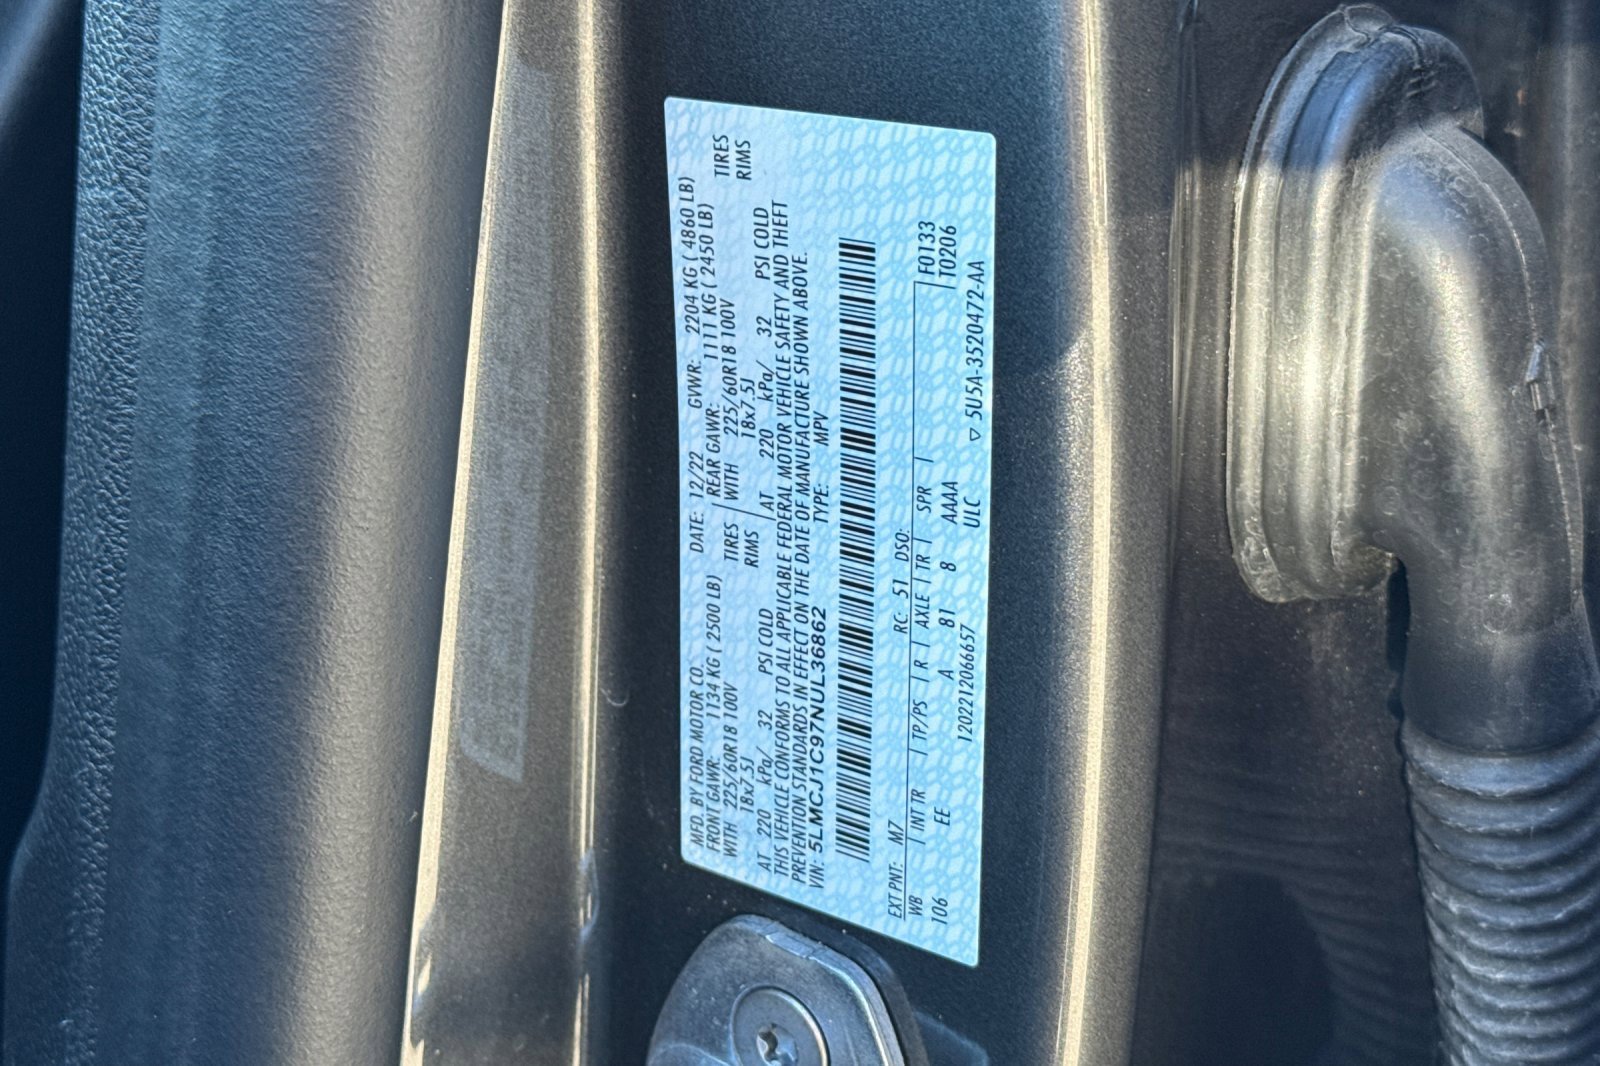 MFD. BY FORD MOTOR CO. DATE: 12/22 GVWR: 2204 KG ( 4860 LB)
FRONT GAWR: 1134 KG ( 2500 LB) REAR GAWR: 1111 KG ( 2450 LB)
WITH 225/60R18 100V TIRES WITH 225/60R18 100V TIRES
18x7.5J RIMS 18x7.5J RIMS
AT 220 kPa/ 32 PSI COLD AT 220 kPa/ 32 PSI COLD
THIS VEHICLE CONFORMS TO ALL APPLICABLE FEDERAL MOTOR VEHICLE SAFETY AND THEFT
PREVENTION STANDARDS IN EFFECT ON THE DATE OF MANUFACTURE SHOWN ABOVE.
VIN: 5LMCJ1C97NUL36862 TYPE: MPV
EXT PNT: M7 RC: 51 DSO: F0133
WB INT TR TP/PS R AXLE TR SPR T0206
106 EE A 81 8 AAAA
1202212066657 ULC ▽ 5U5A-3520472-AA